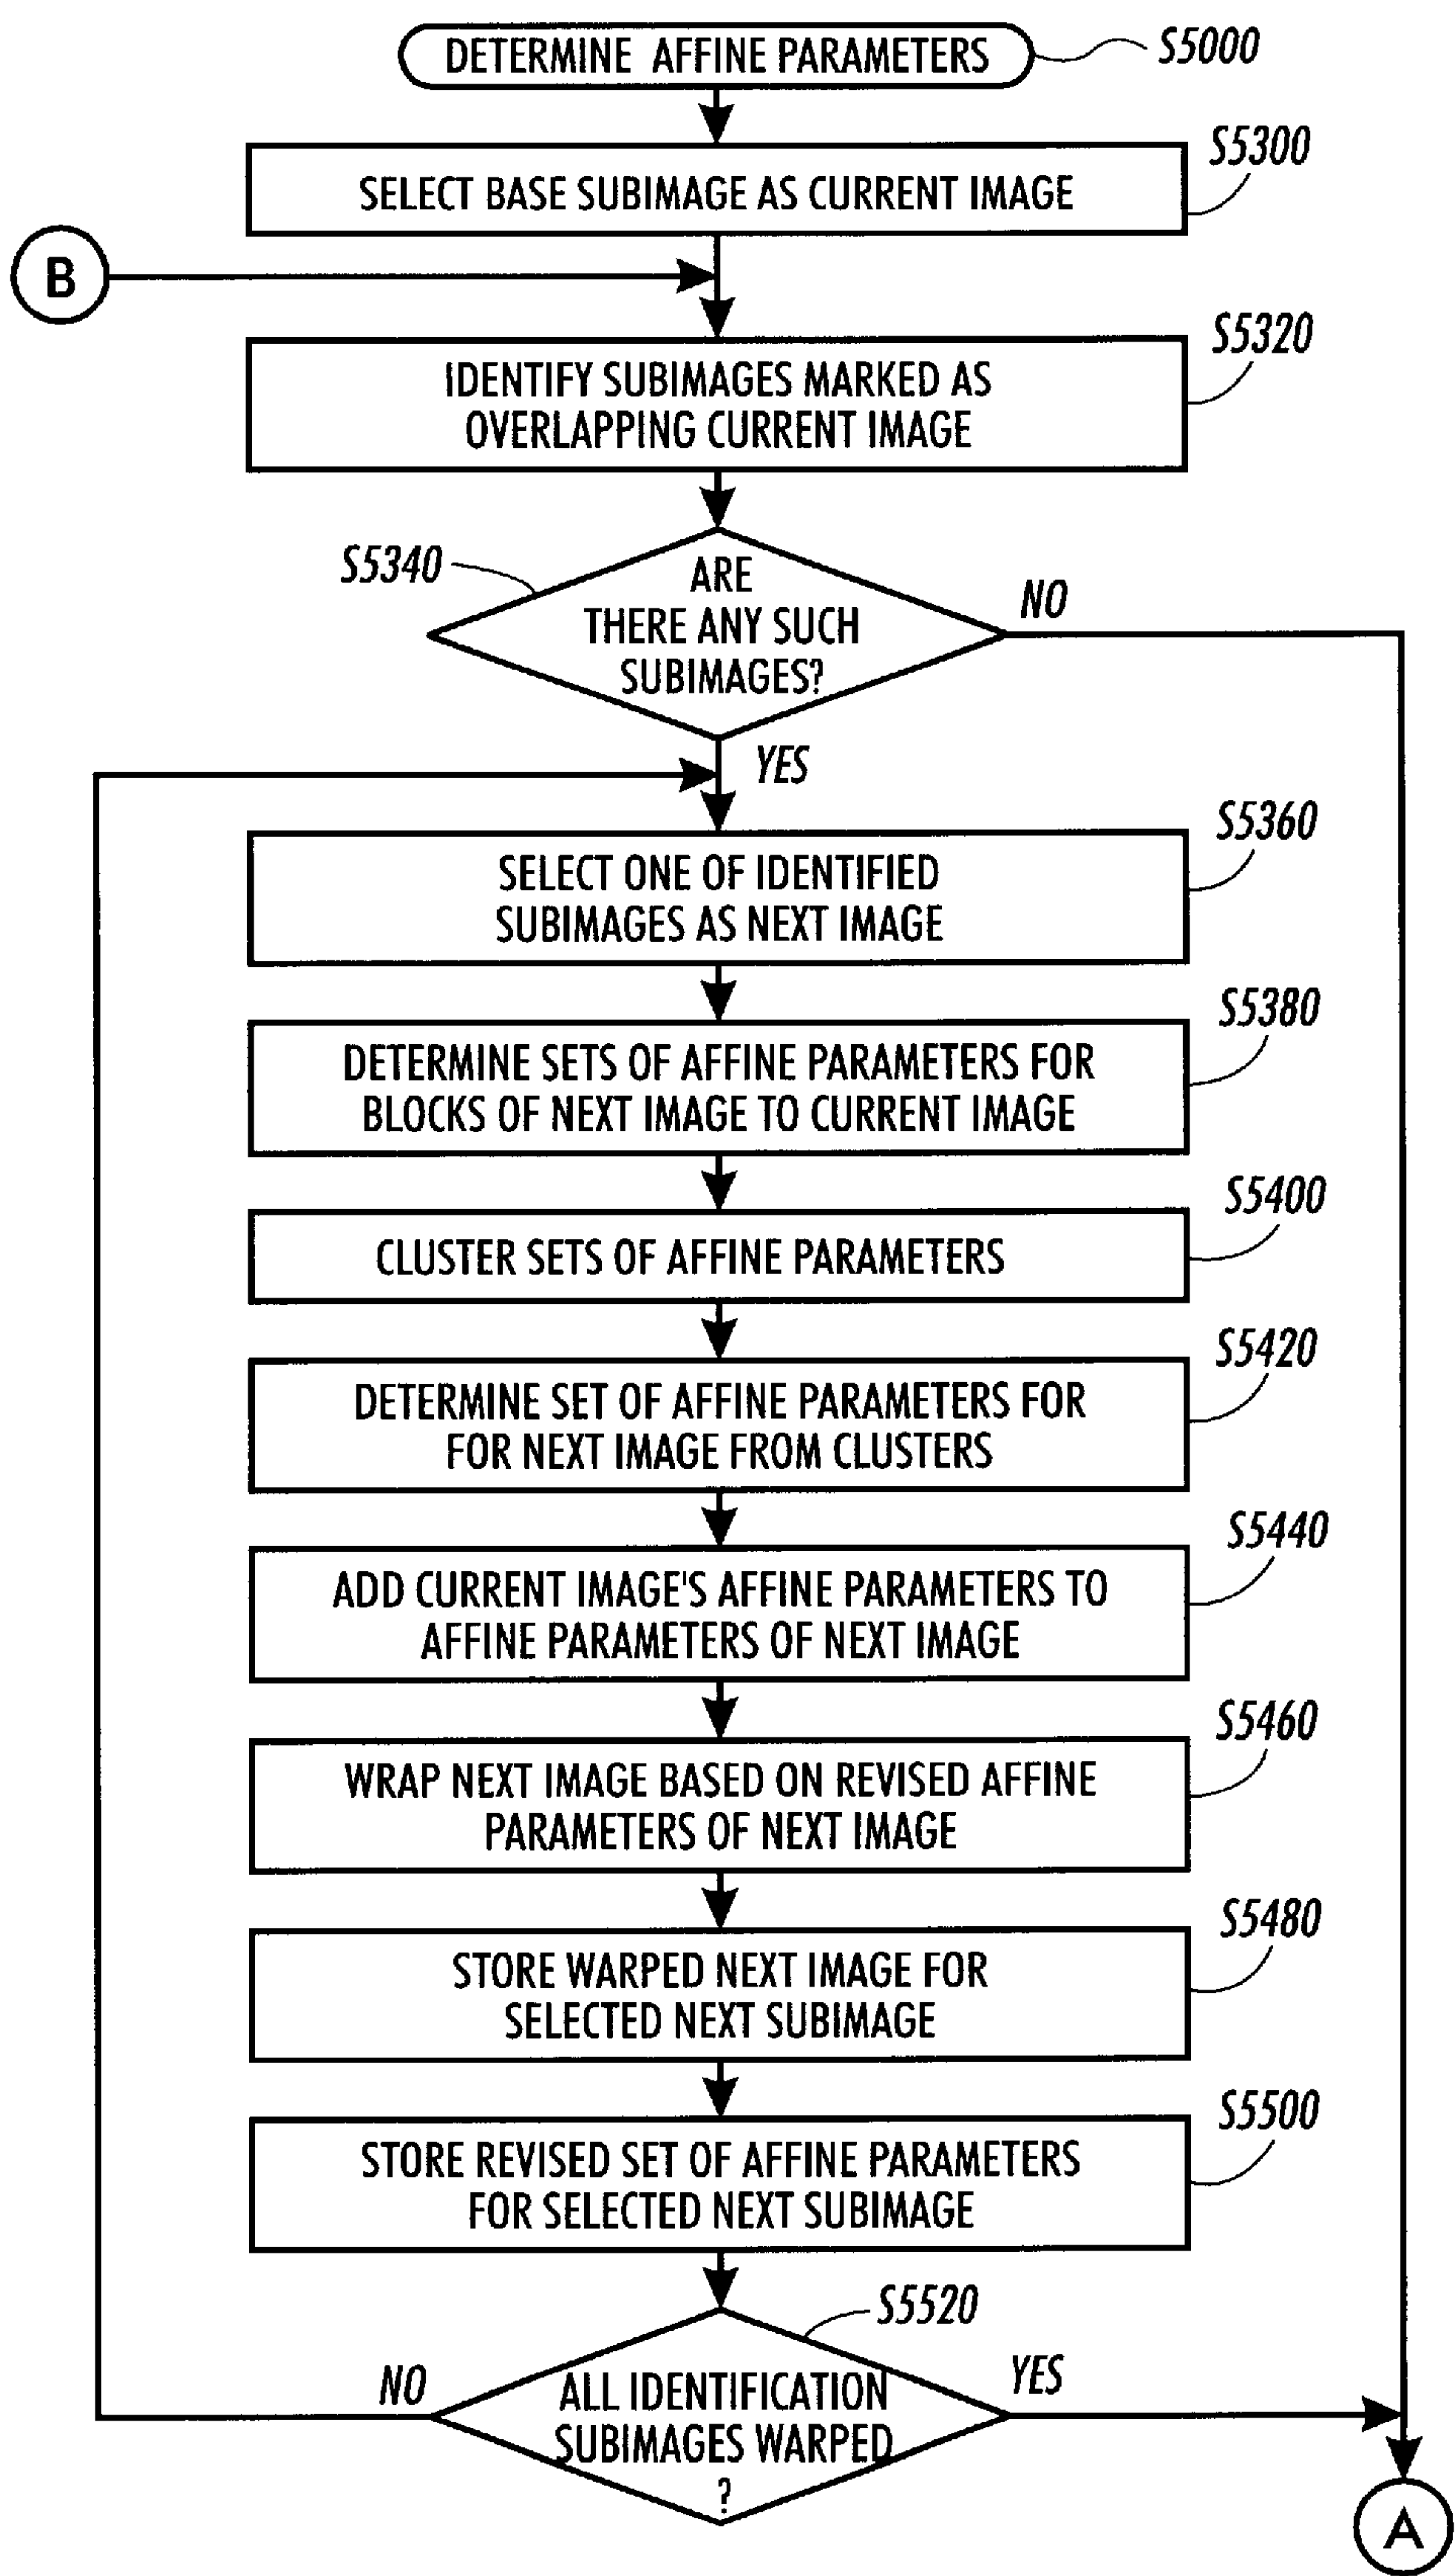 DETERMINE AFFINE PARAMETERS
S5000
S5300
SELECT BASE SUBIMAGE AS CURRENT IMAGE
B
S5320
IDENTIFY SUBIMAGES MARKED AS
OVERLAPPING CURRENT IMAGE
S5340
ARE
THERE ANY SUCH
SUBIMAGES?
NO
YES
S5360
SELECT ONE OF IDENTIFIED
SUBIMAGES AS NEXT IMAGE
S5380
DETERMINE SETS OF AFFINE PARAMETERS FOR
BLOCKS OF NEXT IMAGE TO CURRENT IMAGE
S5400
CLUSTER SETS OF AFFINE PARAMETERS
S5420
DETERMINE SET OF AFFINE PARAMETERS FOR
FOR NEXT IMAGE FROM CLUSTERS
S5440
ADD CURRENT IMAGE'S AFFINE PARAMETERS TO
AFFINE PARAMETERS OF NEXT IMAGE
S5460
WRAP NEXT IMAGE BASED ON REVISED AFFINE
PARAMETERS OF NEXT IMAGE
S5480
STORE WARPED NEXT IMAGE FOR
SELECTED NEXT SUBIMAGE
S5500
STORE REVISED SET OF AFFINE PARAMETERS
FOR SELECTED NEXT SUBIMAGE
S5520
NO
ALL IDENTIFICATION
SUBIMAGES WARPED
?
YES
A